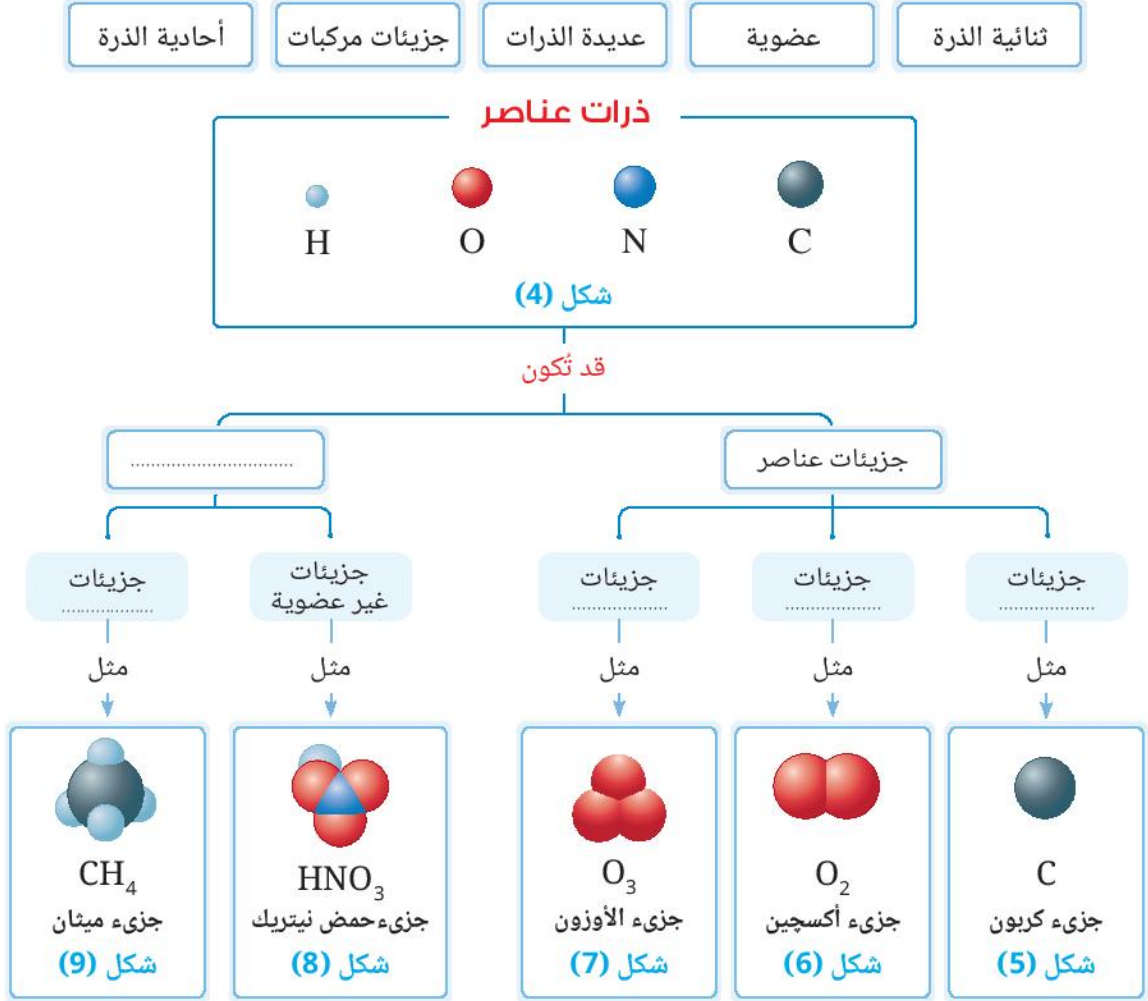 ثنائية الذرة
عضوية
عديدة الذرات
جزيئات مركبات
أحادية الذرة
ذرات عناصر
C
N
O
H
شكل (4)
قد تُكون
جزيئات عناصر
................................
جزيئات
...................
جزيئات
...................
جزيئات
...................
جزيئات
غير عضوية
جزيئات
...................
مثل
مثل
مثل
مثل
مثل
C
جزيء كربون
شكل (5)
O₂
جزيء أكسچين
شكل (6)
O₃
جزيء الأوزون
شكل (7)
HNO₃
جزيء حمض نيتريك
شكل (8)
CH₄
جزيء ميثان
شكل (9)